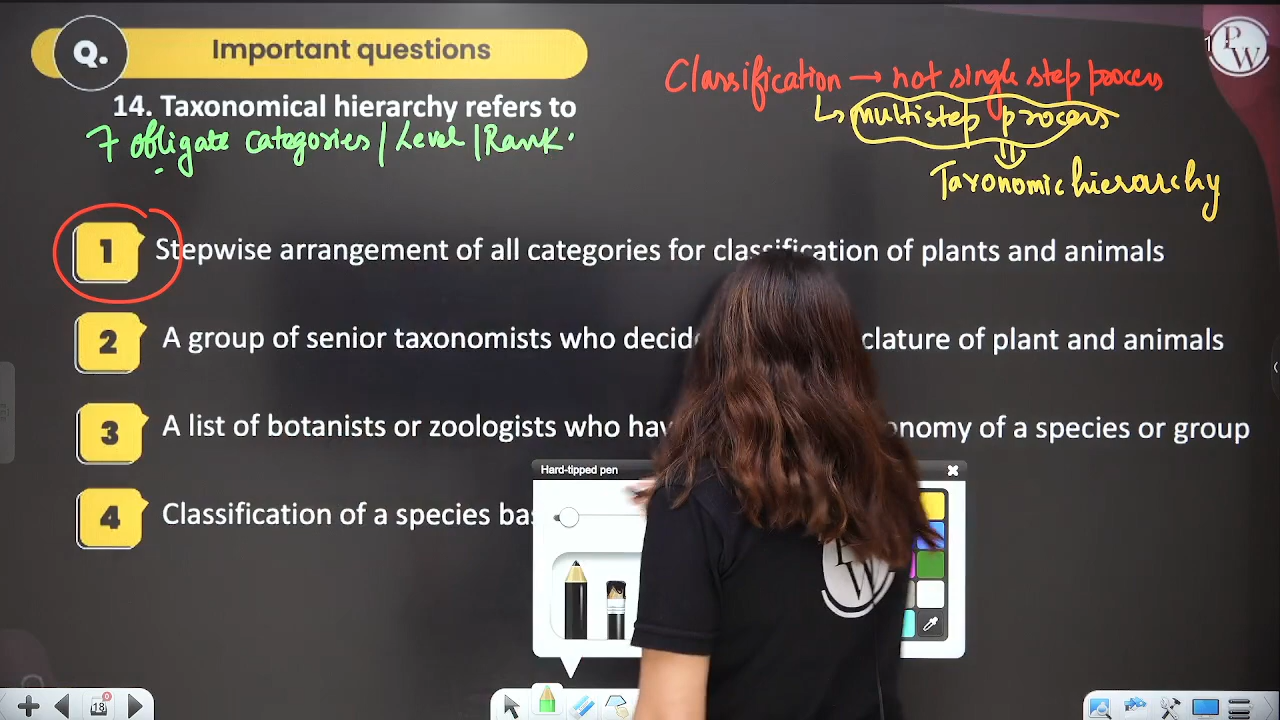 Q. Important questions
PW
14. Taxonomical hierarchy refers to
7 obligate categories / Level / Rank.
Classification → not single step process
↳ multistep process
⇓
Taxonomic hierarchy
1 Stepwise arrangement of all categories for classification of plants and animals
2 A group of senior taxonomists who clature of plant and animals
3 A list of botanists or zoologists who onomy of a species or group
4 Classification of a species
Hard-tipped pen
PW
18